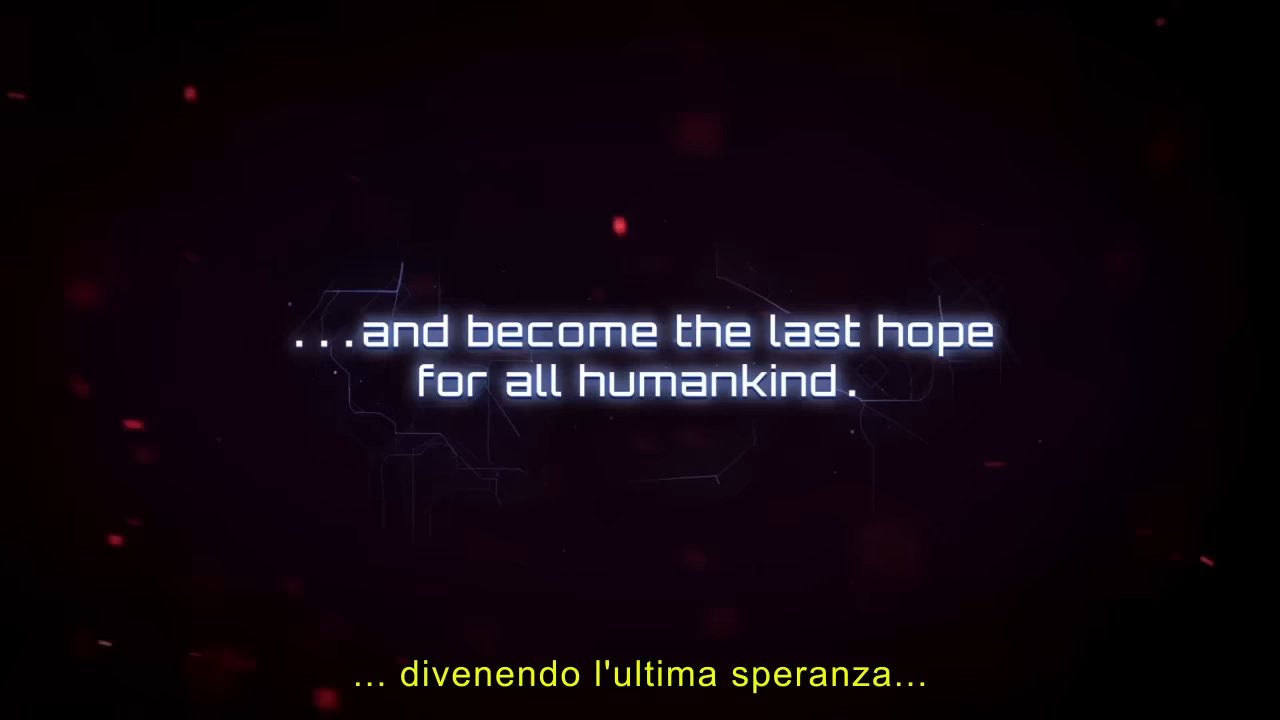 ...and become the last hope
for all humankind.
... divenendo l'ultima speranza...